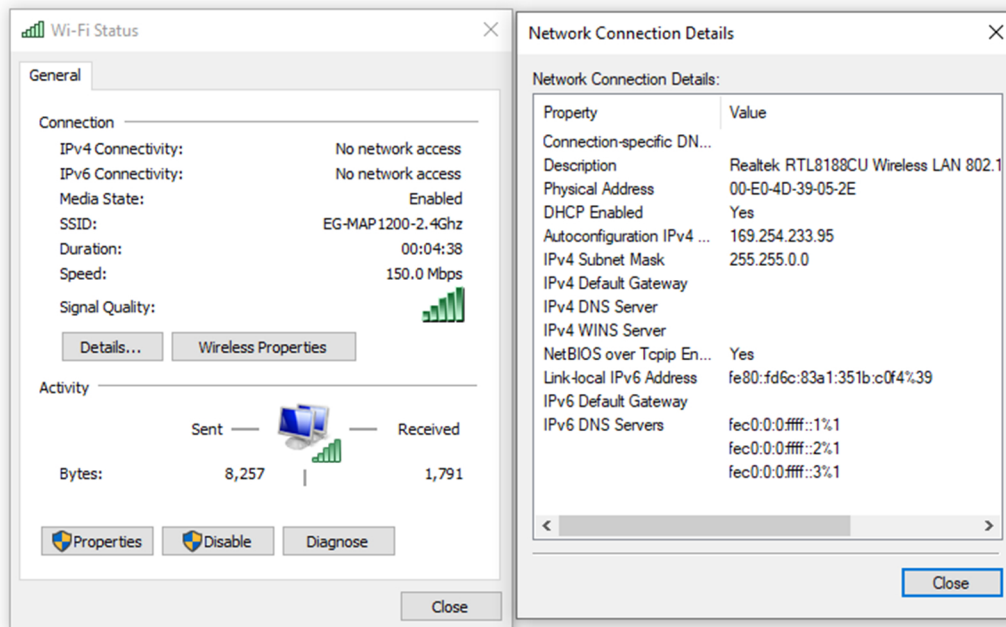 Wi-Fi Status
General
Connection
IPv4 Connectivity: No network access
IPv6 Connectivity: No network access
Media State: Enabled
SSID: EG-MAP1200-2.4Ghz
Duration: 00:04:38
Speed: 150.0 Mbps
Signal Quality:
Details... Wireless Properties
Activity
Sent Received
Bytes: 8,257 1,791
Properties Disable Diagnose
Close
Network Connection Details
Network Connection Details:
Property Value
Connection-specific DN...
Description Realtek RTL8188CU Wireless LAN 802.1
Physical Address 00-E0-4D-39-05-2E
DHCP Enabled Yes
Autoconfiguration IPv4 ... 169.254.233.95
IPv4 Subnet Mask 255.255.0.0
IPv4 Default Gateway
IPv4 DNS Server
IPv4 WINS Server
NetBIOS over Tcpip En... Yes
Link-local IPv6 Address fe80::fd6c:83a1:351b:c0f4%39
IPv6 Default Gateway
IPv6 DNS Servers fec0:0:0:ffff::1%1
fec0:0:0:ffff::2%1
fec0:0:0:ffff::3%1
Close